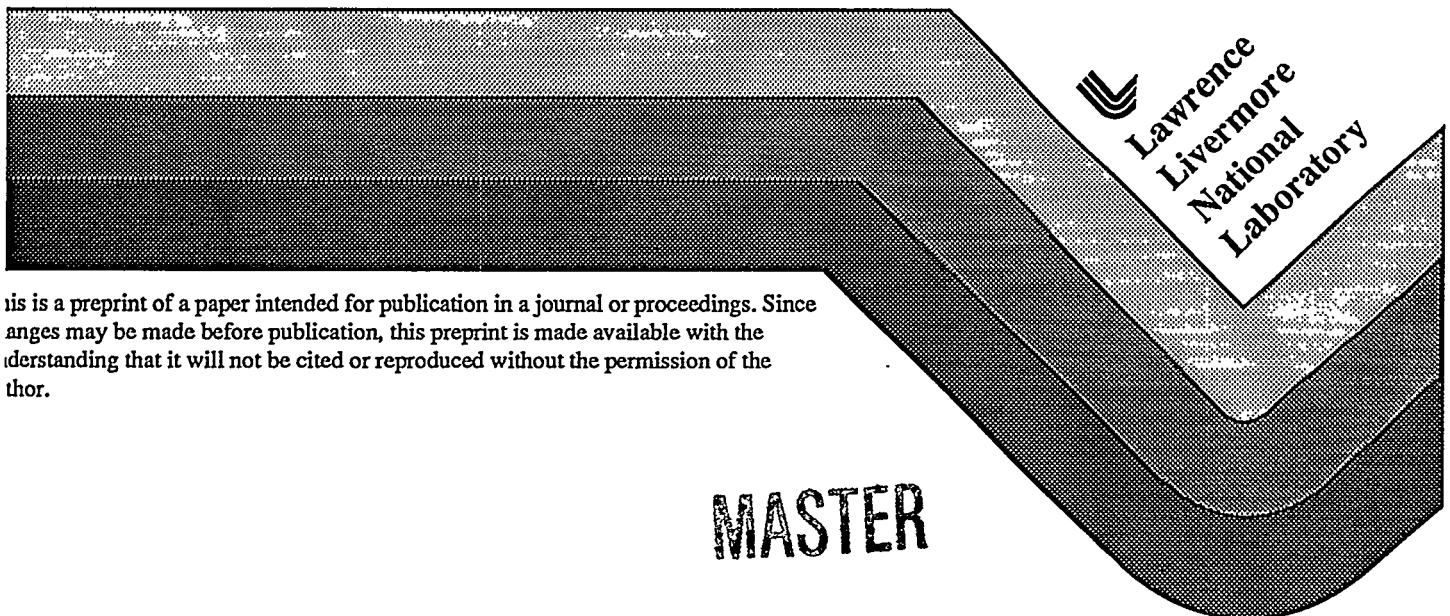 Lawrence
Livermore
National
Laboratory
his is a preprint of a paper intended for publication in a journal or proceedings. Since
anges may be made before publication, this preprint is made available with the
derstanding that it will not be cited or reproduced without the permission of the
thor.
MASTER